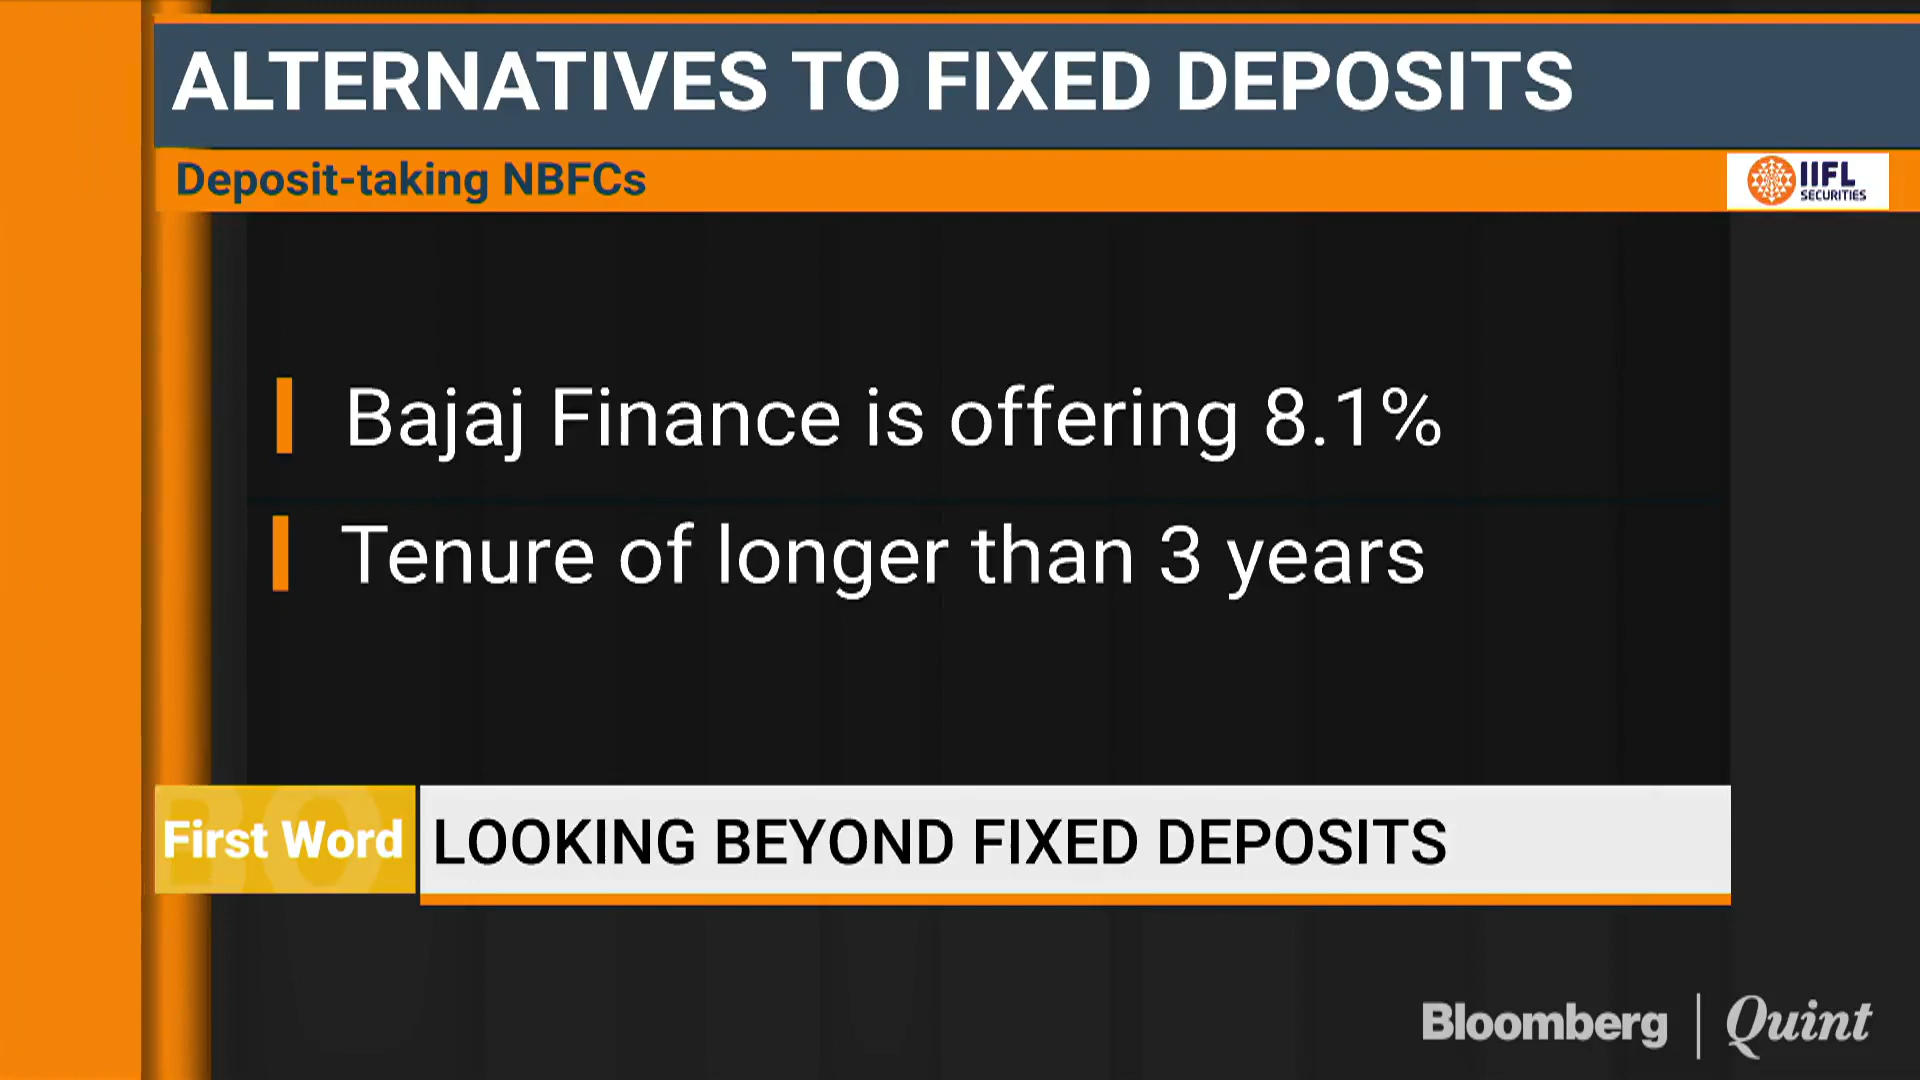 ALTERNATIVES TO FIXED DEPOSITS
Deposit-taking NBFCs
IIFL
SECURITIES
Bajaj Finance is offering 8.1%
Tenure of longer than 3 years
First Word
LOOKING BEYOND FIXED DEPOSITS
Bloomberg | Quint